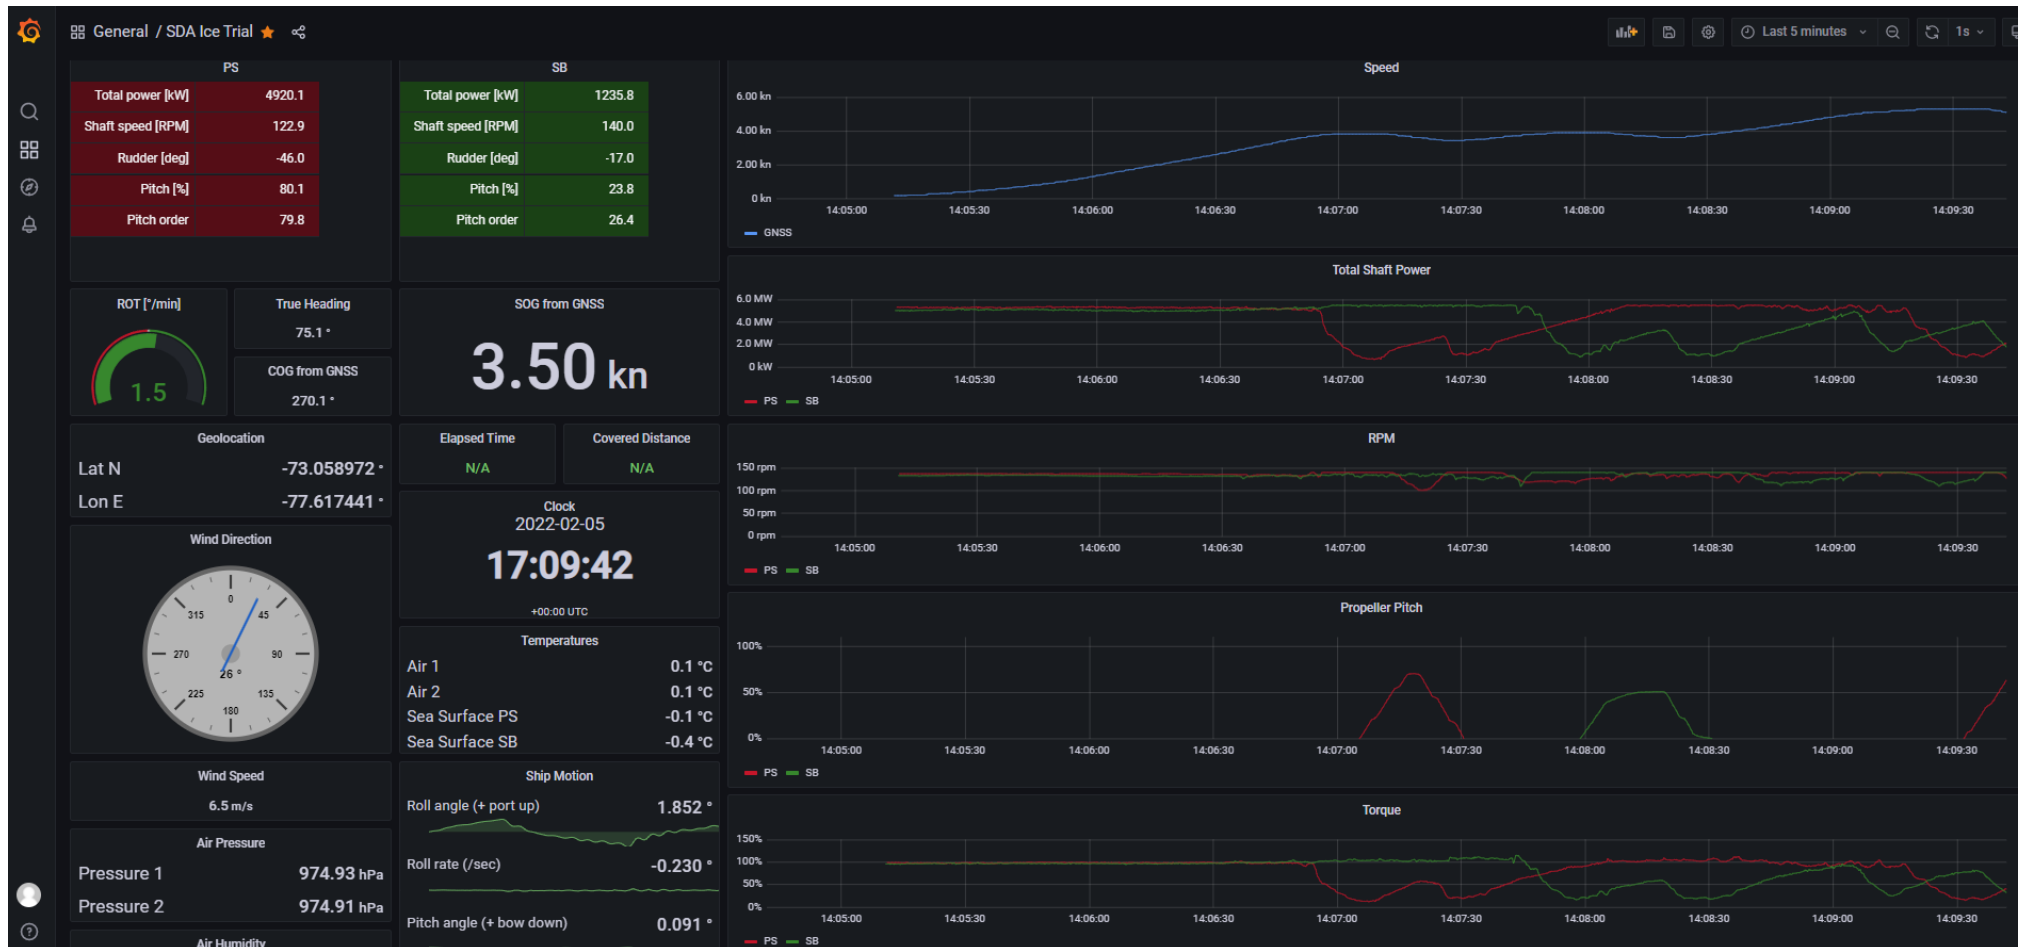 General / SDA Ice Trial
Last 5 minutes
1s
PS
Total power [kW] 4920.1
Shaft speed [RPM] 122.9
Rudder [deg] -46.0
Pitch [%] 80.1
Pitch order 79.8
SB
Total power [kW] 1235.8
Shaft speed [RPM] 140.0
Rudder [deg] -17.0
Pitch [%] 23.8
Pitch order 26.4
ROT [°/min]
1.5
True Heading
75.1 °
COG from GNSS
270.1 °
SOG from GNSS
3.50 kn
Geolocation
Lat N -73.058972 °
Lon E -77.617441 °
Elapsed Time
N/A
Covered Distance
N/A
Clock
2022-02-05
17:09:42
+00:00 UTC
Wind Direction
0
45
90
135
180
225
270
315
26 °
Temperatures
Air 1 0.1 °C
Air 2 0.1 °C
Sea Surface PS -0.1 °C
Sea Surface SB -0.4 °C
Wind Speed
6.5 m/s
Air Pressure
Pressure 1 974.93 hPa
Pressure 2 974.91 hPa
Air Humidity
Ship Motion
Roll angle (+ port up) 1.852 °
Roll rate (/sec) -0.230 °
Pitch angle (+ bow down) 0.091 °
Speed
6.00 kn
4.00 kn
2.00 kn
0 kn
14:05:00 14:05:30 14:06:00 14:06:30 14:07:00 14:07:30 14:08:00 14:08:30 14:09:00 14:09:30
GNSS
Total Shaft Power
6.0 MW
4.0 MW
2.0 MW
0 kW
14:05:00 14:05:30 14:06:00 14:06:30 14:07:00 14:07:30 14:08:00 14:08:30 14:09:00 14:09:30
PS SB
RPM
150 rpm
100 rpm
50 rpm
0 rpm
14:05:00 14:05:30 14:06:00 14:06:30 14:07:00 14:07:30 14:08:00 14:08:30 14:09:00 14:09:30
PS SB
Propeller Pitch
100%
50%
0%
14:05:00 14:05:30 14:06:00 14:06:30 14:07:00 14:07:30 14:08:00 14:08:30 14:09:00 14:09:30
PS SB
Torque
150%
100%
50%
0%
14:05:00 14:05:30 14:06:00 14:06:30 14:07:00 14:07:30 14:08:00 14:08:30 14:09:00 14:09:30
PS SB